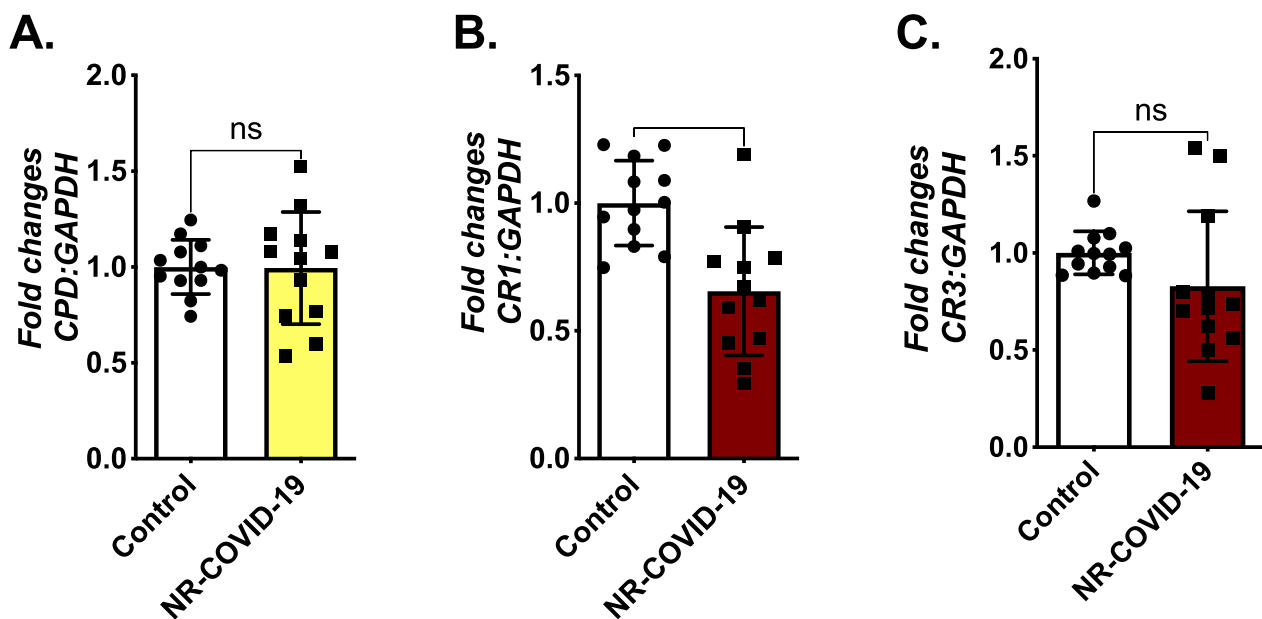 A.
Fold changes
CPD:GAPDH
2.0
1.5
1.0
0.5
0.0
ns
Control
NR-COVID-19
B.
Fold changes
CR1:GAPDH
1.5
1.0
0.5
0.0
Control
NR-COVID-19
C.
Fold changes
CR3:GAPDH
2.0
1.5
1.0
0.5
0.0
ns
Control
NR-COVID-19